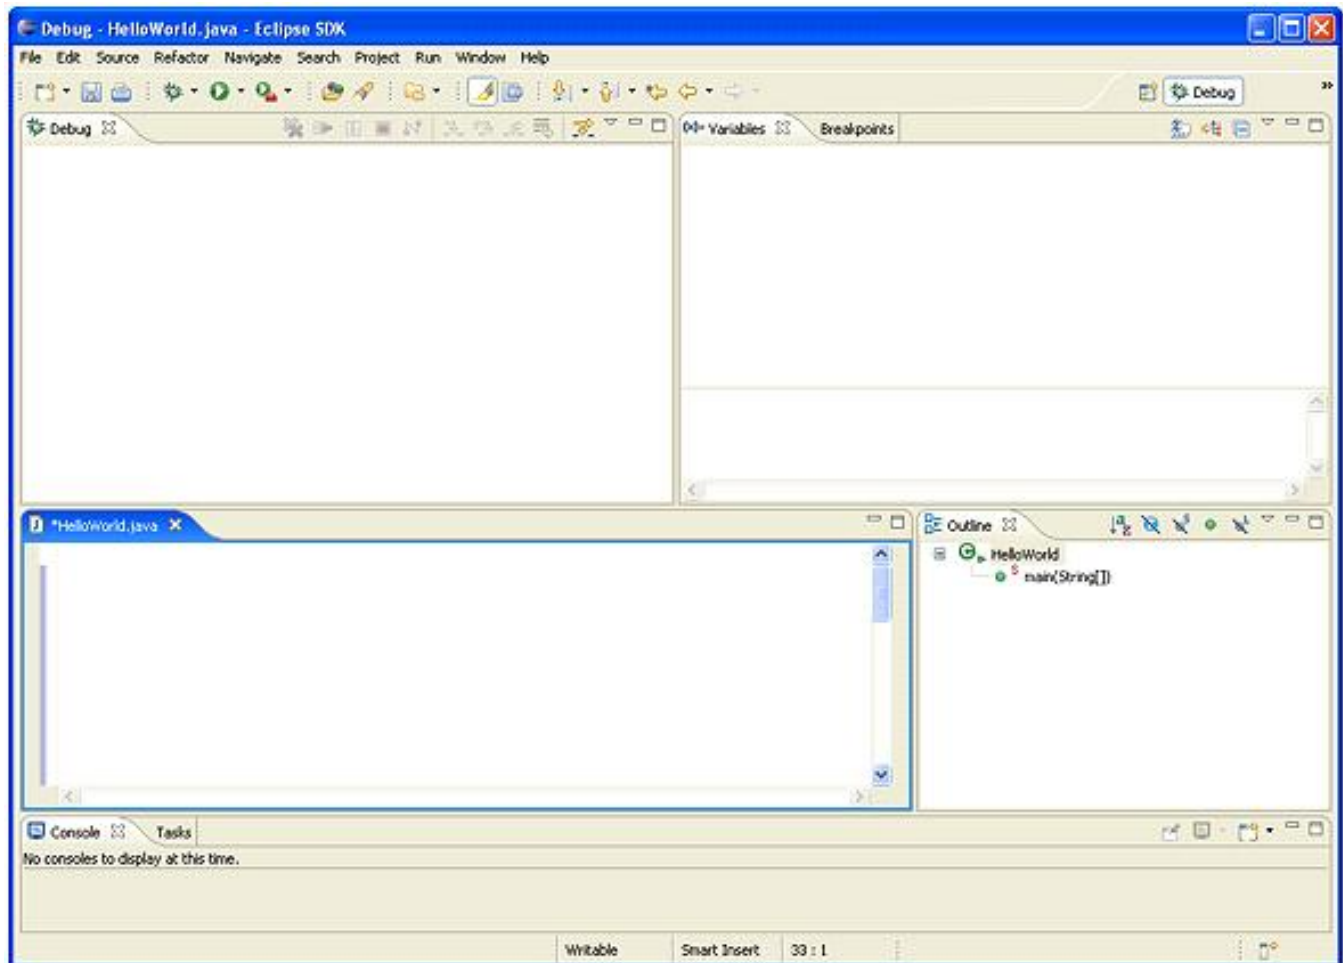 Debug - HelloWorld.java - Eclipse SDK
File Edit Source Refactor Navigate Search Project Run Window Help
Debug
Debug
Variables Breakpoints
*HelloWorld.java
Outline
HelloWorld
main(String[])
Console Tasks
No consoles to display at this time.
Writable Smart Insert 33 : 1